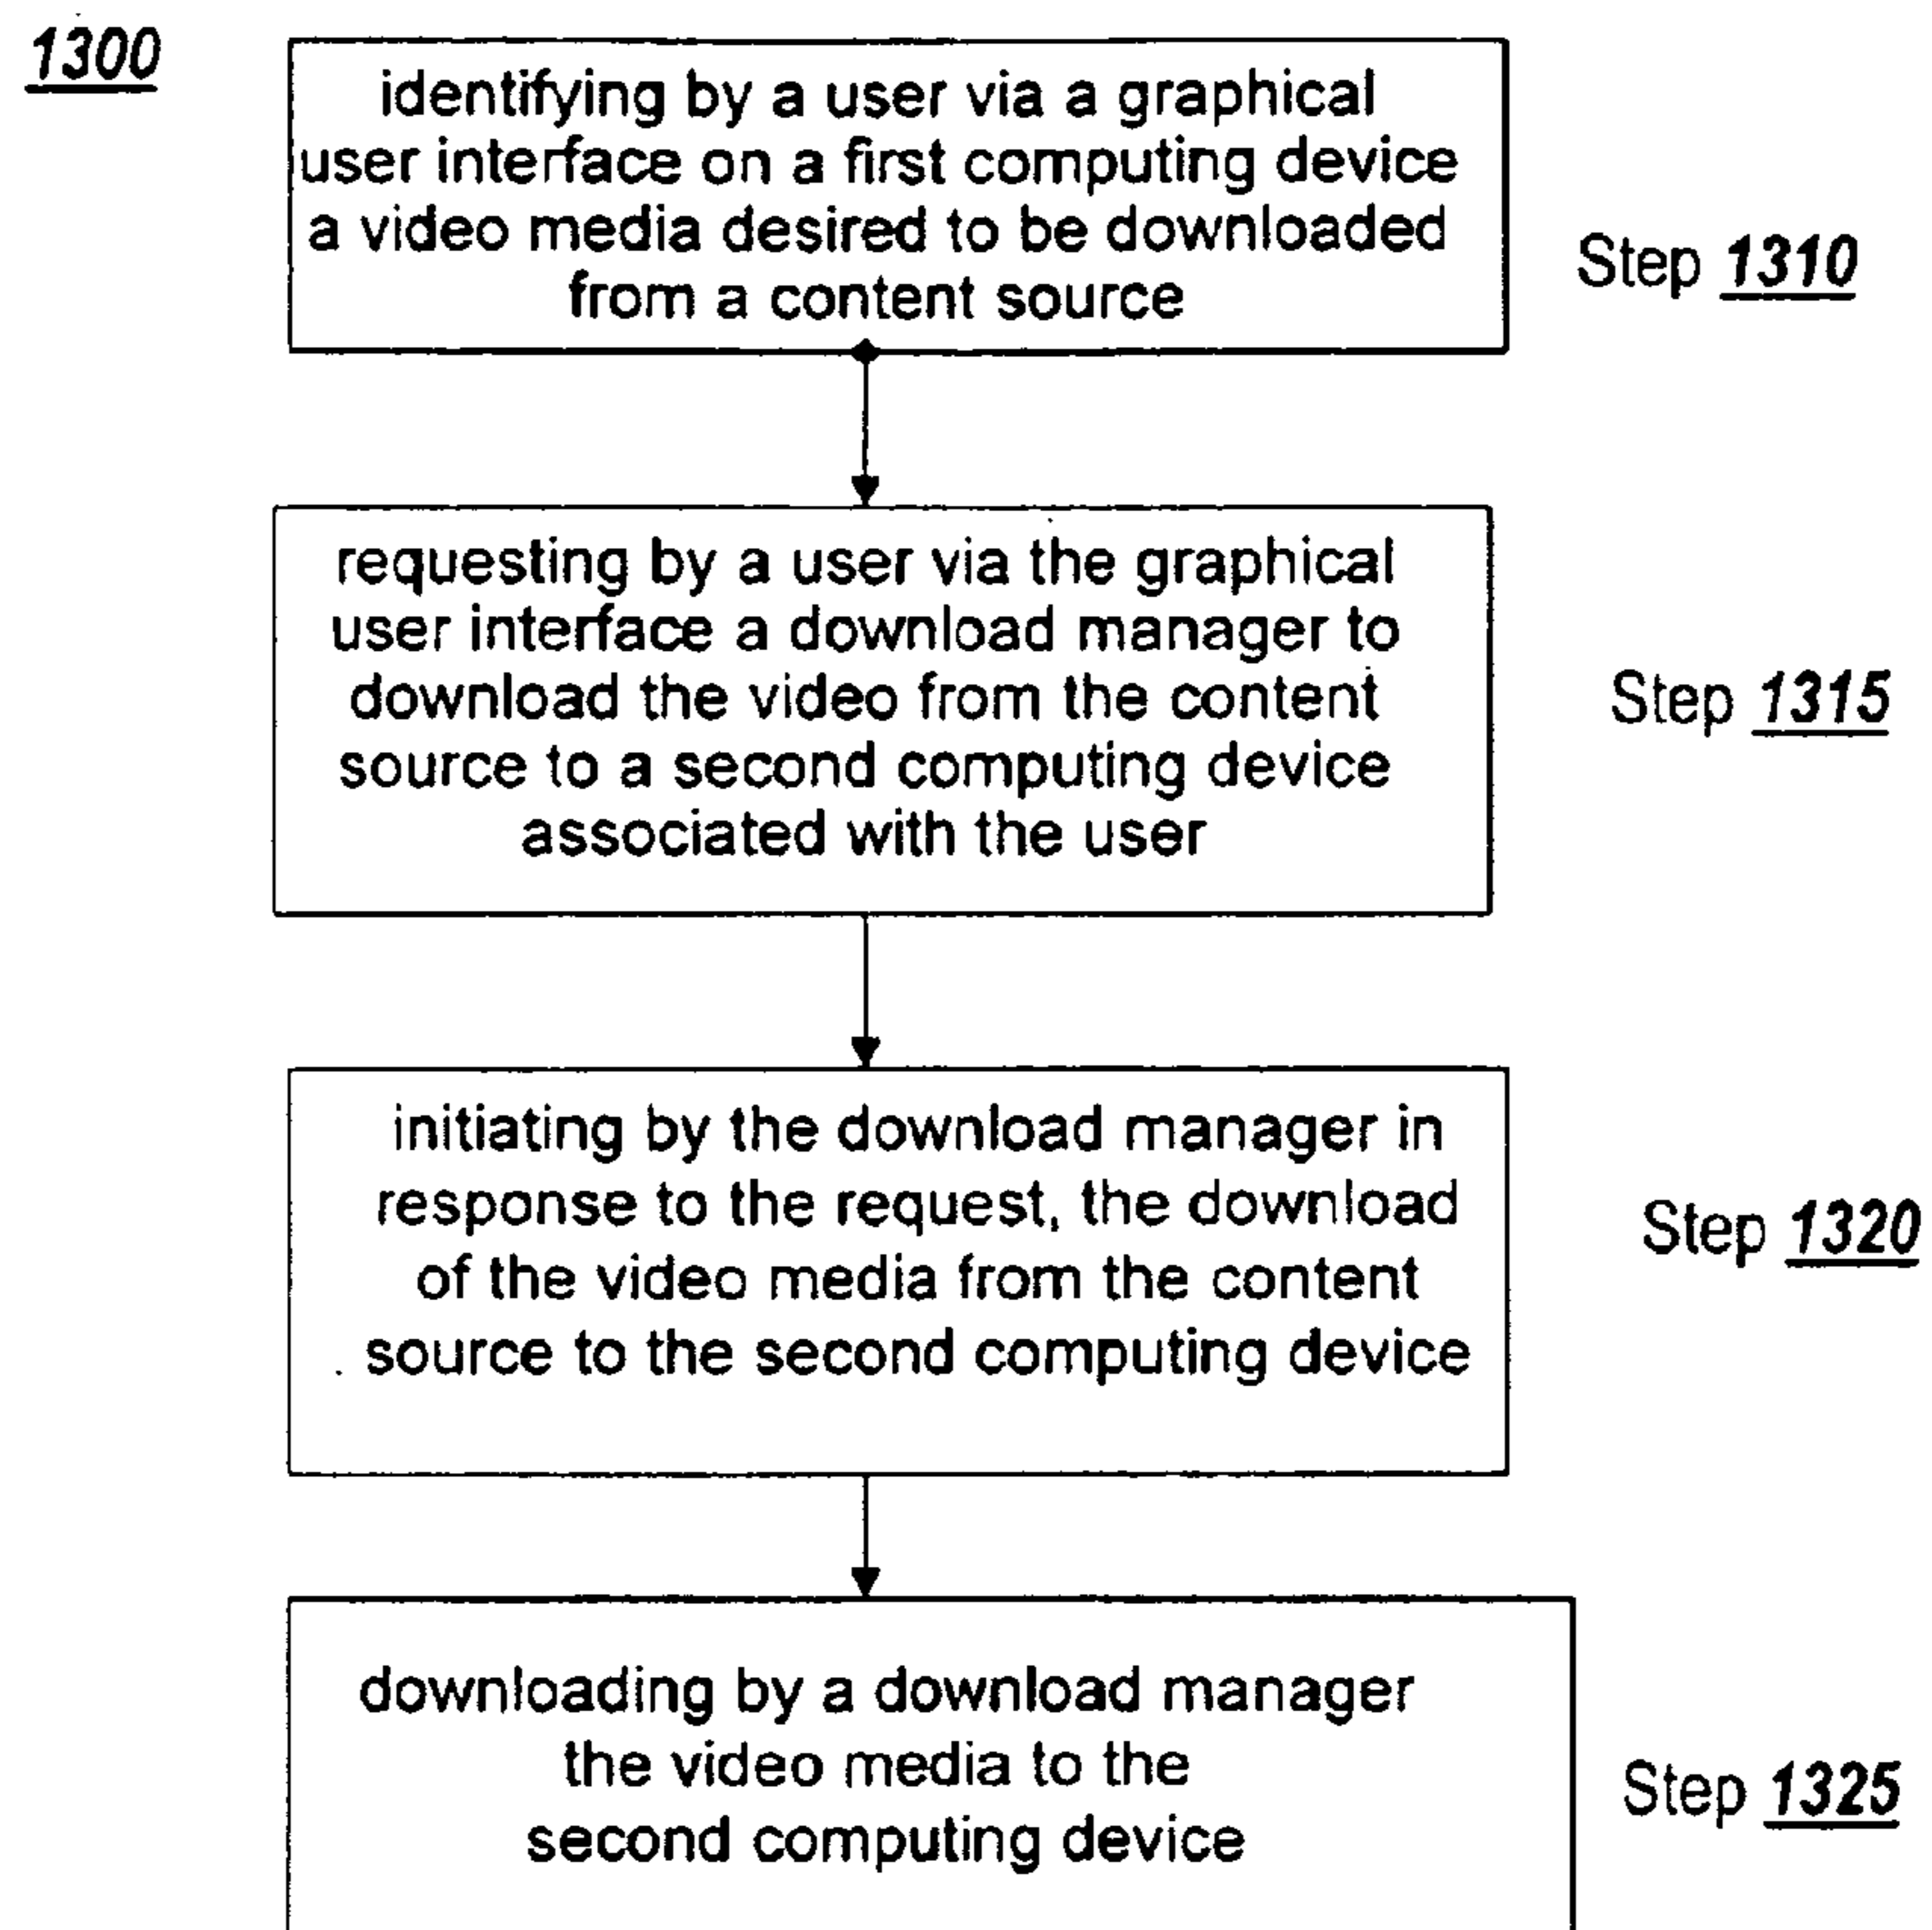 1300
identifying by a user via a graphical
user interface on a first computing device
a video media desired to be downloaded
from a content source
Step 1310
requesting by a user via the graphical
user interface a download manager to
download the video from the content
source to a second computing device
associated with the user
Step 1315
initiating by the download manager in
response to the request, the download
of the video media from the content
source to the second computing device
Step 1320
downloading by a download manager
the video media to the
second computing device
Step 1325